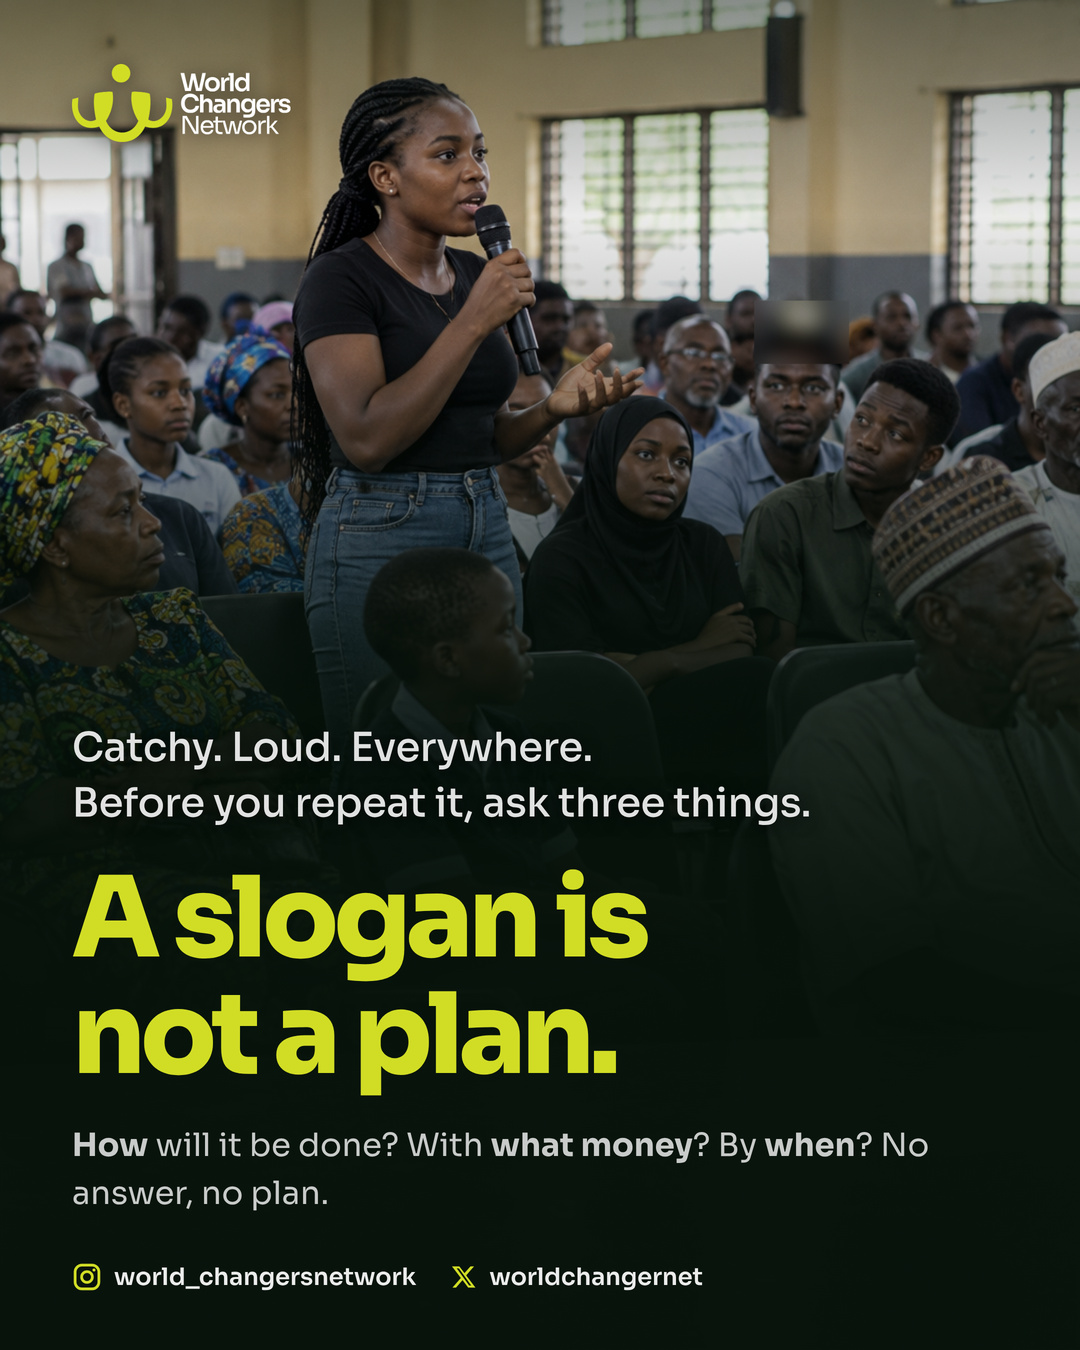 World
Changers
Network
Catchy. Loud. Everywhere.
Before you repeat it, ask three things.
A slogan is
not a plan.
How will it be done? With what money? By when? No
answer, no plan.
world_changersnetwork
worldchangernet